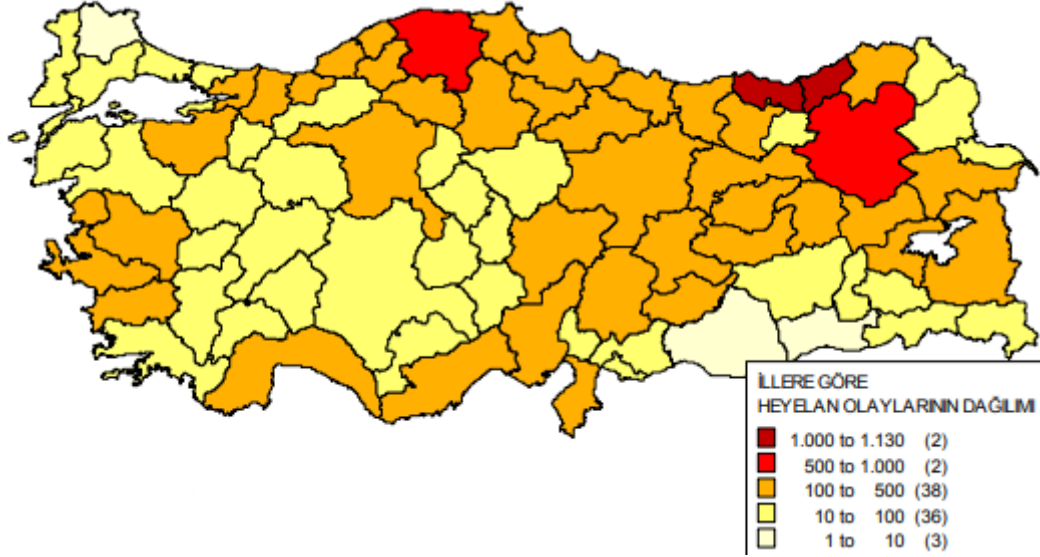 İLLERE GÖRE
HEYELAN OLAYLARININ DAĞILIMI
1.000 to 1.130 (2)
500 to 1.000 (2)
100 to 500 (38)
10 to 100 (36)
1 to 10 (3)